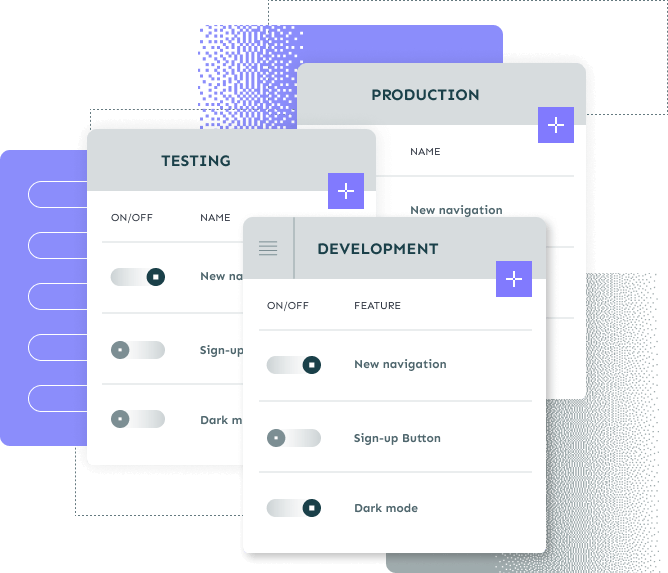 PRODUCTION
NAME
New navigation
TESTING
ON/OFF NAME
New na
Sign-up
Dark m
DEVELOPMENT
ON/OFF FEATURE
New navigation
Sign-up Button
Dark mode